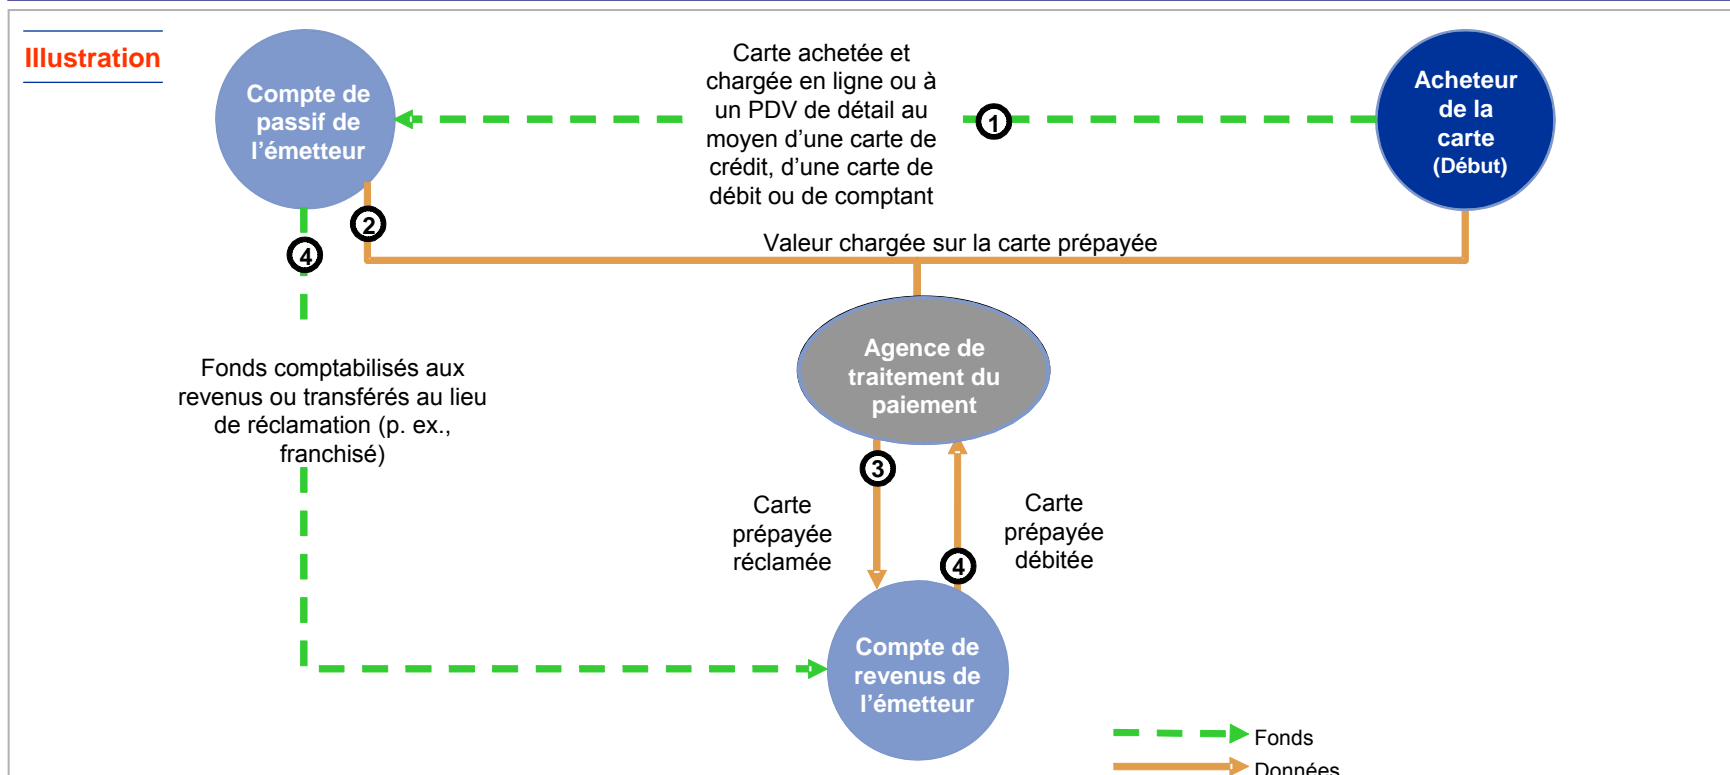 Illustration
Compte de
passif de
l’émetteur
Carte achetée et
chargée en ligne ou à
un PDV de détail au
moyen d’une carte de
crédit, d’une carte de
débit ou de comptant
1
Acheteur
de la
carte
(Début)
2
4
Valeur chargée sur la carte prépayée
Fonds comptabilisés aux
revenus ou transférés au lieu
de réclamation (p. ex.,
franchisé)
Agence de
traitement du
paiement
3
Carte
prépayée
réclamée
Carte
prépayée
débitée
4
Compte de
revenus de
l’émetteur
Fonds
Données